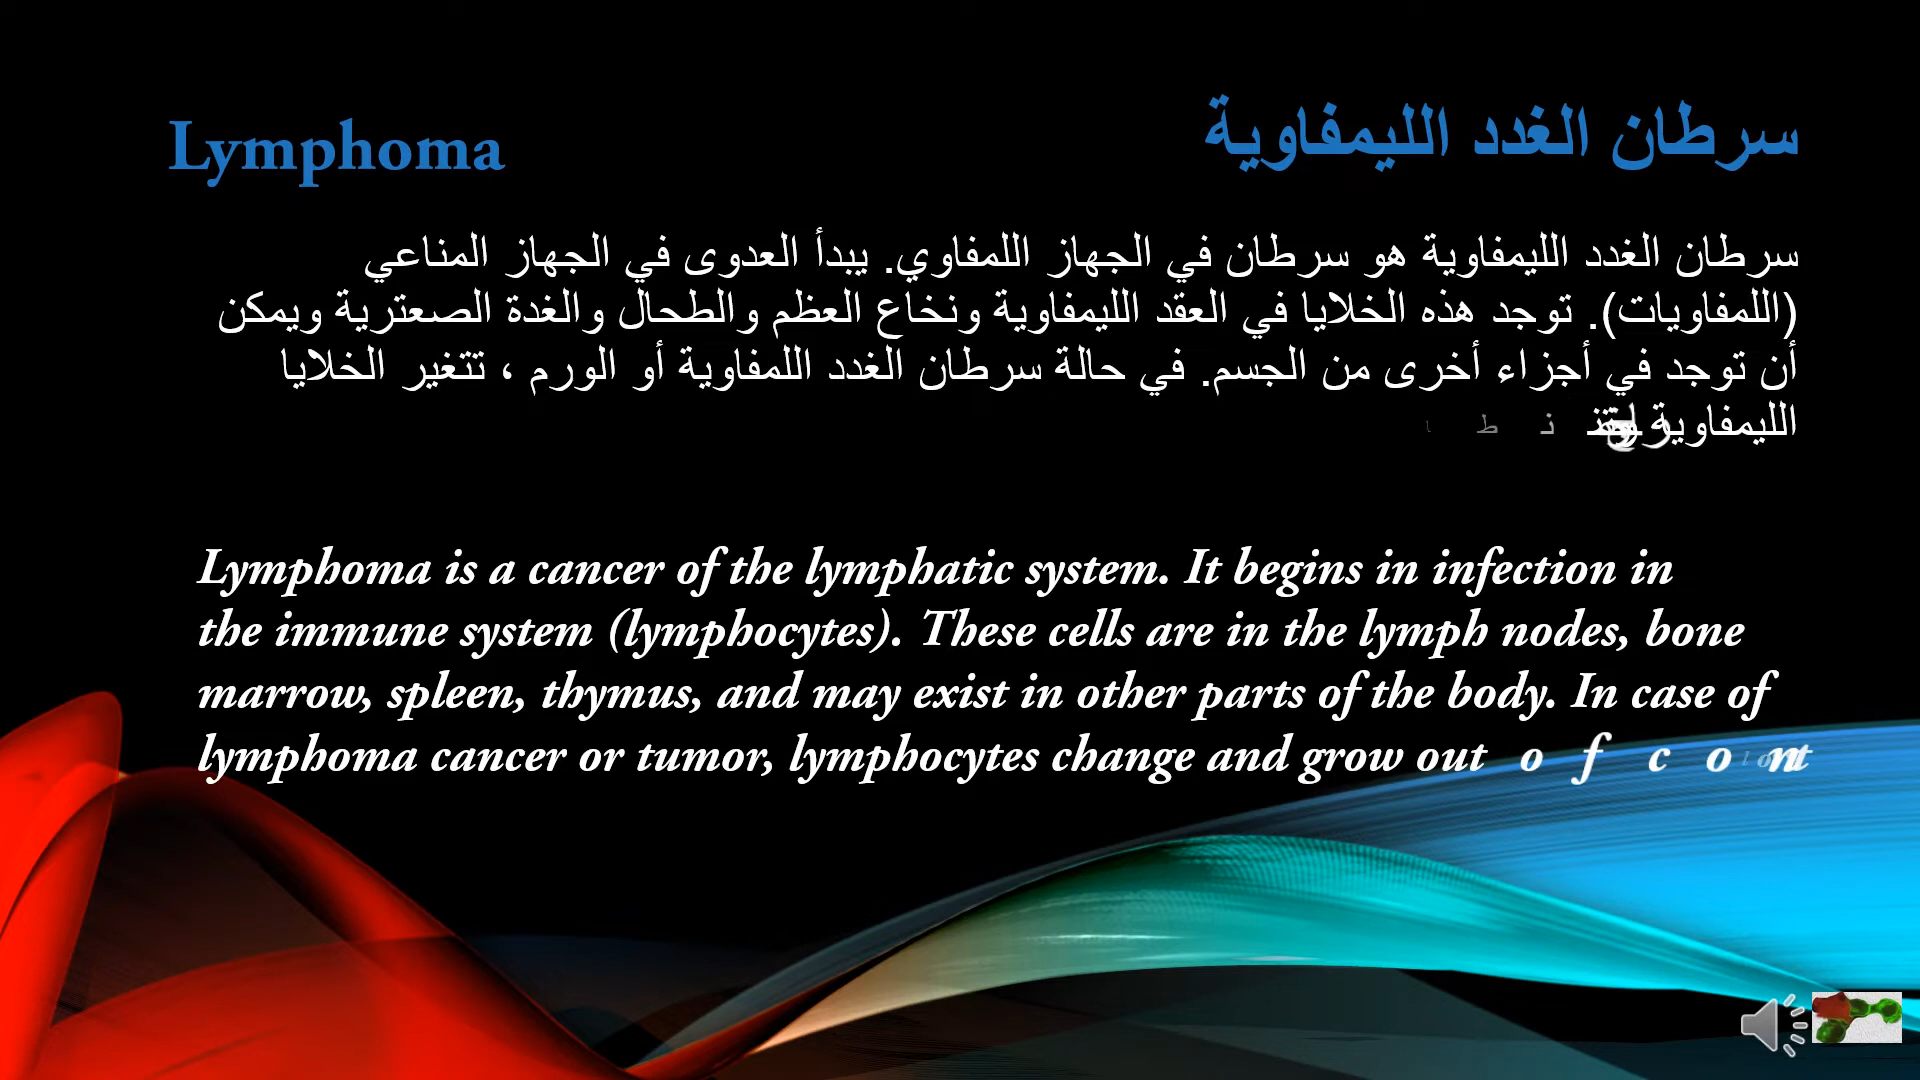 Lymphoma
سرطان الغدد الليمفاوية
سرطان الغدد الليمفاوية هو سرطان في الجهاز اللمفاوي. يبدأ العدوى في الجهاز المناعي
(اللمفاويات). توجد هذه الخلايا في العقد الليمفاوية ونخاع العظم والطحال والغدة الصعترية ويمكن
أن توجد في أجزاء أخرى من الجسم. في حالة سرطان الغدد اللمفاوية أو الورم ، تتغير الخلايا
الليمفاوية
Lymphoma is a cancer of the lymphatic system. It begins in infection in
the immune system (lymphocytes). These cells are in the lymph nodes, bone
marrow, spleen, thymus, and may exist in other parts of the body. In case of
lymphoma cancer or tumor, lymphocytes change and grow out of